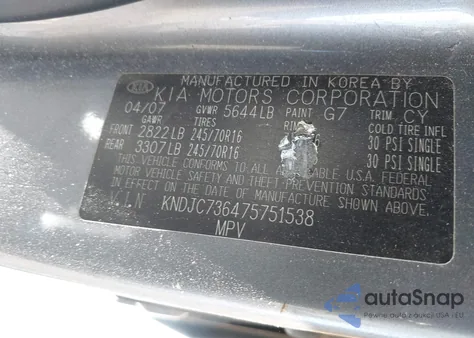 MANUFACTURED IN KOREA BY
KIA KIA MOTORS CORPORATION
04/07 GVWR 5644LB PAINT G7 TRIM CY
GAWR TIRES COLD TIRE INFL
FRONT 2822LB 245/70R16 30 PSI SINGLE
REAR 3307LB 245/70R16 30 PSI SINGLE
THIS VEHICLE CONFORMS TO ALL U.S.A. FEDERAL
MOTOR VEHICLE SAFETY AND THEFT PREVENTION STANDARDS
IN EFFECT ON THE DATE OF MANUFACTURE SHOWN ABOVE
V.I.N KNDJC736475751538
MPV
autoSnap